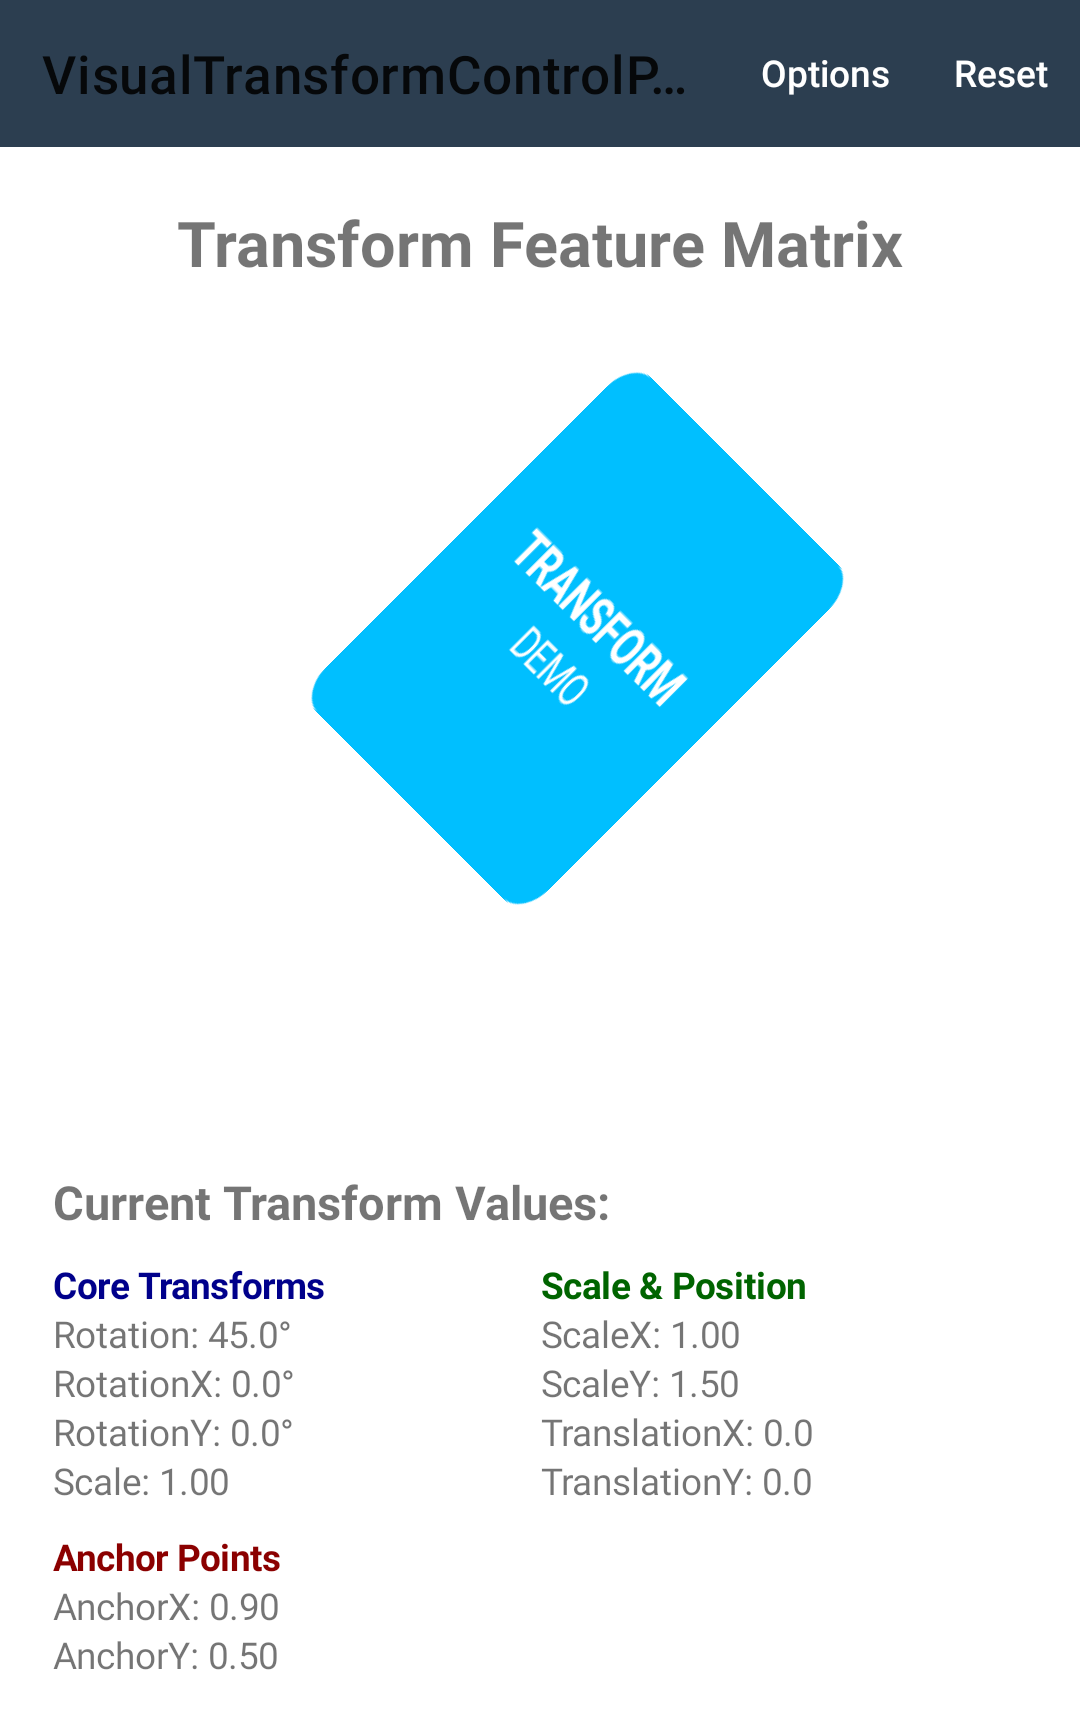 VisualTransformControlP...
Options
Reset
Transform Feature Matrix
TRANSFORM
DEMO
Current Transform Values:
Core Transforms
Rotation: 45.0°
RotationX: 0.0°
RotationY: 0.0°
Scale: 1.00
Scale & Position
ScaleX: 1.00
ScaleY: 1.50
TranslationX: 0.0
TranslationY: 0.0
Anchor Points
AnchorX: 0.90
AnchorY: 0.50